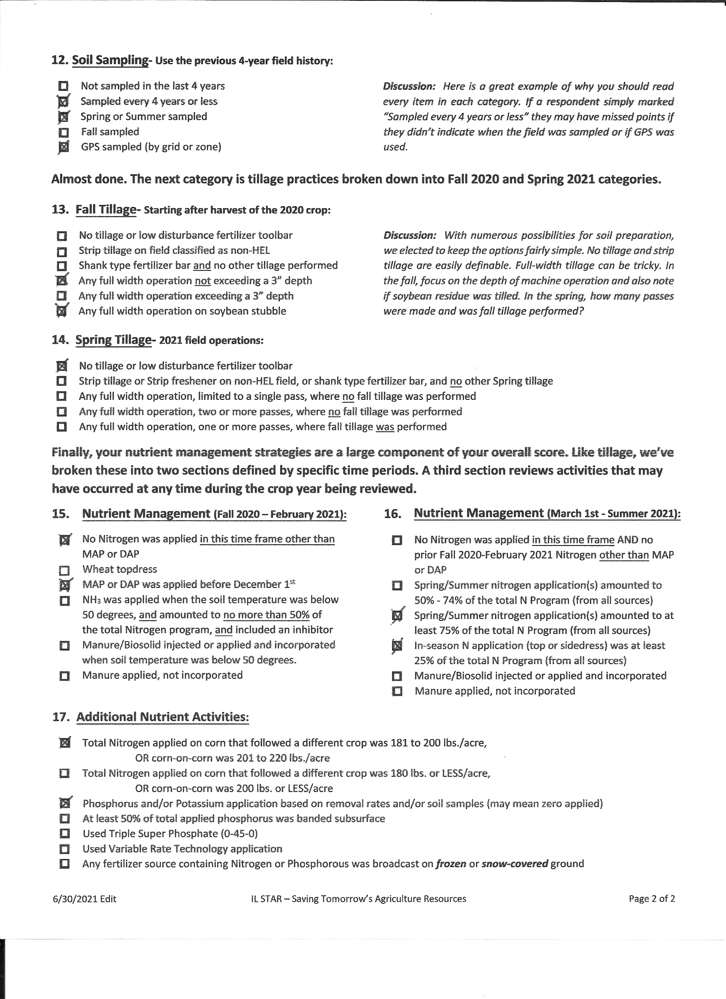 12. Soil Sampling- Use the previous 4-year field history:
☐ Not sampled in the last 4 years
☒ Sampled every 4 years or less
☒ Spring or Summer sampled
☐ Fall sampled
☒ GPS sampled (by grid or zone)
Discussion: Here is a great example of why you should read
every item in each category. If a respondent simply marked
“Sampled every 4 years or less” they may have missed points if
they didn’t indicate when the field was sampled or if GPS was
used.
Almost done. The next category is tillage practices broken down into Fall 2020 and Spring 2021 categories.
13. Fall Tillage- Starting after harvest of the 2020 crop:
☐ No tillage or low disturbance fertilizer toolbar
☐ Strip tillage on field classified as non-HEL
☐ Shank type fertilizer bar and no other tillage performed
☒ Any full width operation not exceeding a 3” depth
☐ Any full width operation exceeding a 3” depth
☒ Any full width operation on soybean stubble
Discussion: With numerous possibilities for soil preparation,
we elected to keep the options fairly simple. No tillage and strip
tillage are easily definable. Full-width tillage can be tricky. In
the fall, focus on the depth of machine operation and also note
if soybean residue was tilled. In the spring, how many passes
were made and was fall tillage performed?
14. Spring Tillage- 2021 field operations:
☒ No tillage or low disturbance fertilizer toolbar
☐ Strip tillage or Strip freshener on non-HEL field, or shank type fertilizer bar, and no other Spring tillage
☐ Any full width operation, limited to a single pass, where no fall tillage was performed
☐ Any full width operation, two or more passes, where no fall tillage was performed
☐ Any full width operation, one or more passes, where fall tillage was performed
Finally, your nutrient management strategies are a large component of your overall score. Like tillage, we’ve
broken these into two sections defined by specific time periods. A third section reviews activities that may
have occurred at any time during the crop year being reviewed.
15. Nutrient Management (Fall 2020 – February 2021):
☒ No Nitrogen was applied in this time frame other than
MAP or DAP
☐ Wheat topdress
☒ MAP or DAP was applied before December 1st
☐ NH3 was applied when the soil temperature was below
50 degrees, and amounted to no more than 50% of
the total Nitrogen program, and included an inhibitor
☐ Manure/Biosolid injected or applied and incorporated
when soil temperature was below 50 degrees.
☐ Manure applied, not incorporated
16. Nutrient Management (March 1st - Summer 2021):
☐ No Nitrogen was applied in this time frame AND no
prior Fall 2020-February 2021 Nitrogen other than MAP
or DAP
☐ Spring/Summer nitrogen application(s) amounted to
50% - 74% of the total N Program (from all sources)
☒ Spring/Summer nitrogen application(s) amounted to at
least 75% of the total N Program (from all sources)
☒ In-season N application (top or sidedress) was at least
25% of the total N Program (from all sources)
☐ Manure/Biosolid injected or applied and incorporated
☐ Manure applied, not incorporated
17. Additional Nutrient Activities:
☒ Total Nitrogen applied on corn that followed a different crop was 181 to 200 lbs./acre,
OR corn-on-corn was 201 to 220 lbs./acre
☐ Total Nitrogen applied on corn that followed a different crop was 180 lbs. or LESS/acre,
OR corn-on-corn was 200 lbs. or LESS/acre
☒ Phosphorus and/or Potassium application based on removal rates and/or soil samples (may mean zero applied)
☐ At least 50% of total applied phosphorus was banded subsurface
☐ Used Triple Super Phosphate (0-45-0)
☐ Used Variable Rate Technology application
☐ Any fertilizer source containing Nitrogen or Phosphorous was broadcast on frozen or snow-covered ground
6/30/2021 Edit
IL STAR – Saving Tomorrow’s Agriculture Resources
Page 2 of 2